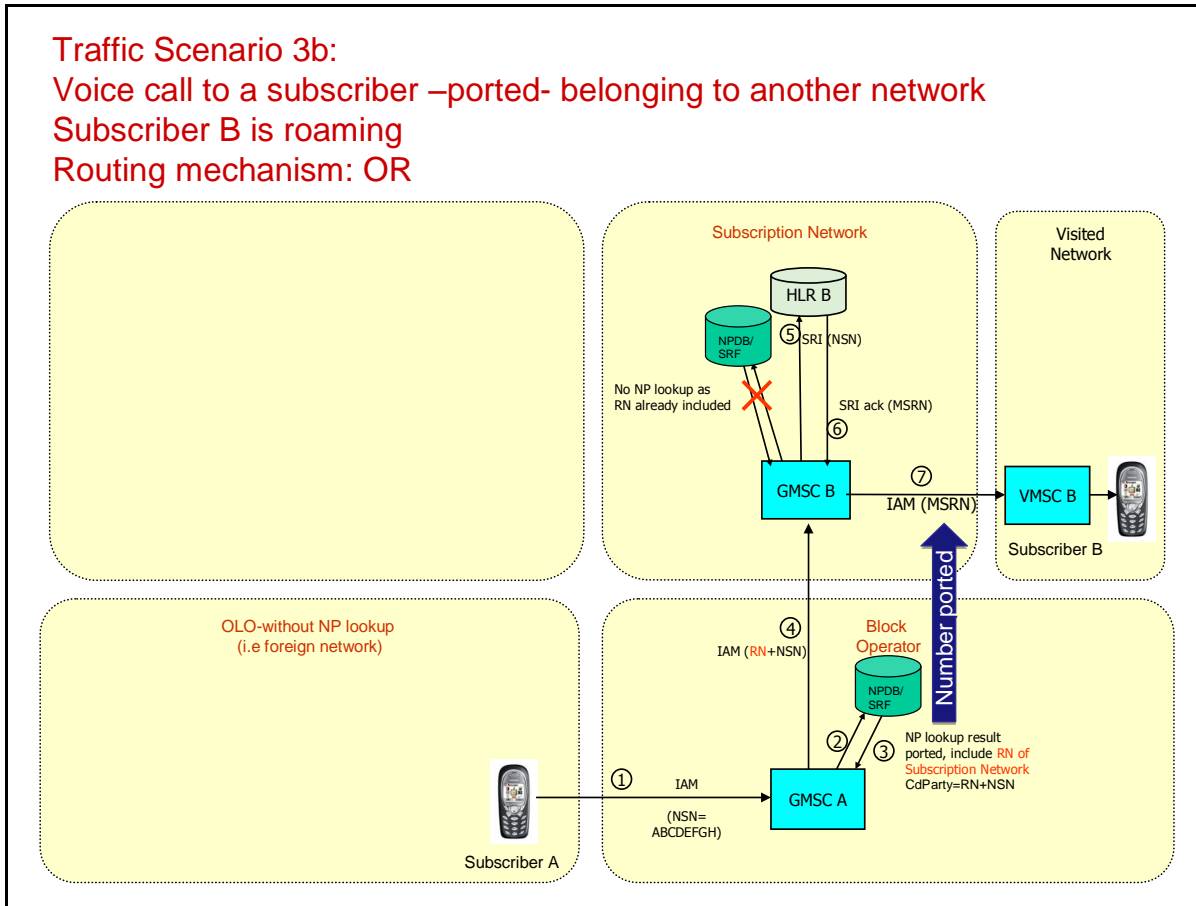 Traffic Scenario 3b:
Voice call to a subscriber –ported- belonging to another network
Subscriber B is roaming
Routing mechanism: OR
Subscription Network
Visited
Network
HLR B
NPDB/
SRF
5
SRI (NSN)
No NP lookup as
RN already included
SRI ack (MSRN)
6
GMSC B
7
IAM (MSRN)
VMSC B
Subscriber B
Number ported
OLO-without NP lookup
(i.e foreign network)
4
IAM (RN+NSN)
Block
Operator
NPDB/
SRF
2
3
NP lookup result
ported, include RN of
Subscription Network
CdParty=RN+NSN
1
IAM
(NSN=
ABCDEFGH)
GMSC A
Subscriber A